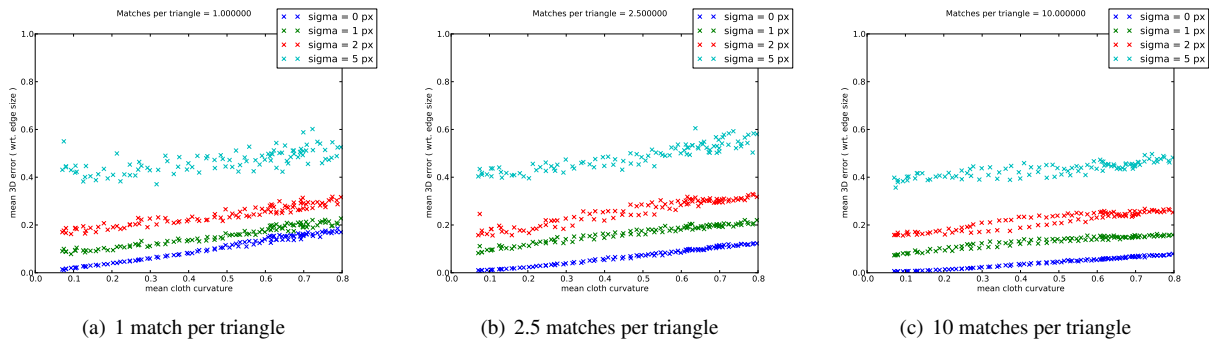 Matches per triangle = 1.000000
sigma = 0 px
sigma = 1 px
sigma = 2 px
sigma = 5 px
mean 3D error ( wrt. edge size )
1.0
0.8
0.6
0.4
0.2
0.0
0.0 0.1 0.2 0.3 0.4 0.5 0.6 0.7 0.8
mean cloth curvature
(a) 1 match per triangle
Matches per triangle = 2.500000
sigma = 0 px
sigma = 1 px
sigma = 2 px
sigma = 5 px
mean 3D error ( wrt. edge size )
1.0
0.8
0.6
0.4
0.2
0.0
0.0 0.1 0.2 0.3 0.4 0.5 0.6 0.7 0.8
mean cloth curvature
(b) 2.5 matches per triangle
Matches per triangle = 10.000000
sigma = 0 px
sigma = 1 px
sigma = 2 px
sigma = 5 px
mean 3D error ( wrt. edge size )
1.0
0.8
0.6
0.4
0.2
0.0
0.0 0.1 0.2 0.3 0.4 0.5 0.6 0.7 0.8
mean cloth curvature
(c) 10 matches per triangle